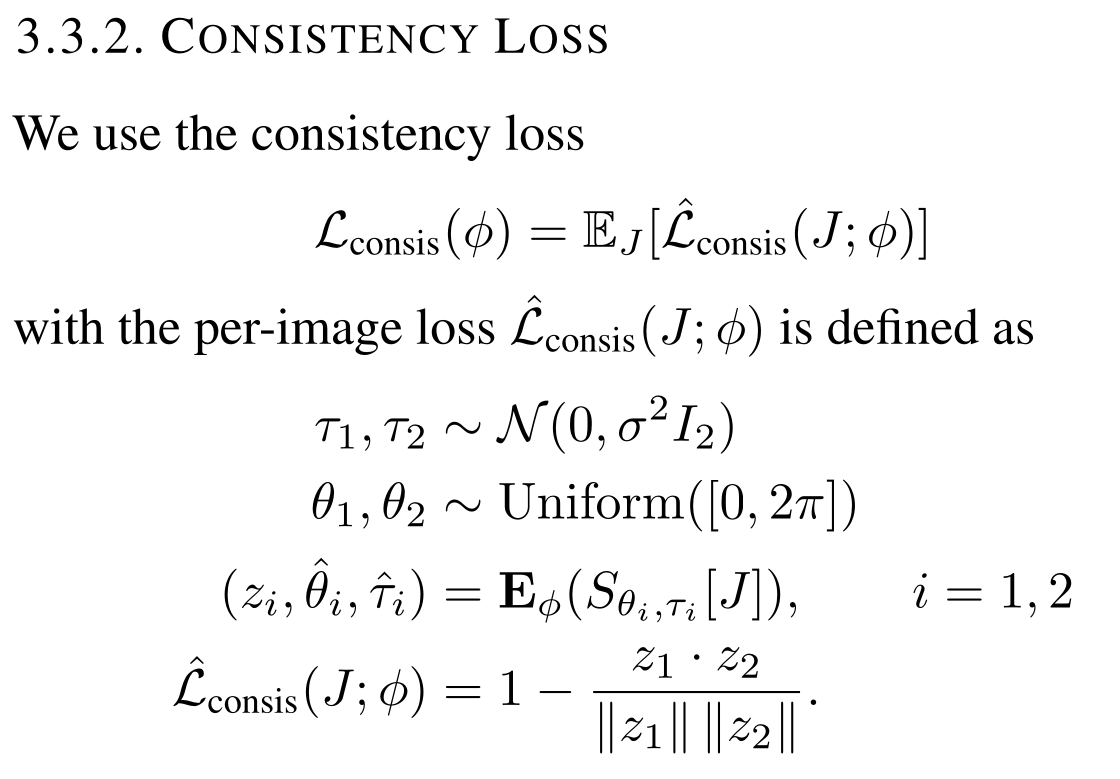 3.3.2. CONSISTENCY LOSS
We use the consistency loss
$\mathcal{L}_{\text{consis}}(\phi) = \mathbb{E}_J[\hat{\mathcal{L}}_{\text{consis}}(J; \phi)]$
with the per-image loss $\hat{\mathcal{L}}_{\text{consis}}(J; \phi)$ is defined as
$\tau_1, \tau_2 \sim \mathcal{N}(0, \sigma^2 I_2)$
$\theta_1, \theta_2 \sim \text{Uniform}([0, 2\pi])$
$(z_i, \hat{\theta}_i, \hat{\tau}_i) = \mathbf{E}_\phi(S_{\theta_i, \tau_i}[J]), \qquad i = 1, 2$
$\hat{\mathcal{L}}_{\text{consis}}(J; \phi) = 1 - \frac{z_1 \cdot z_2}{\|z_1\| \, \|z_2\|}.$